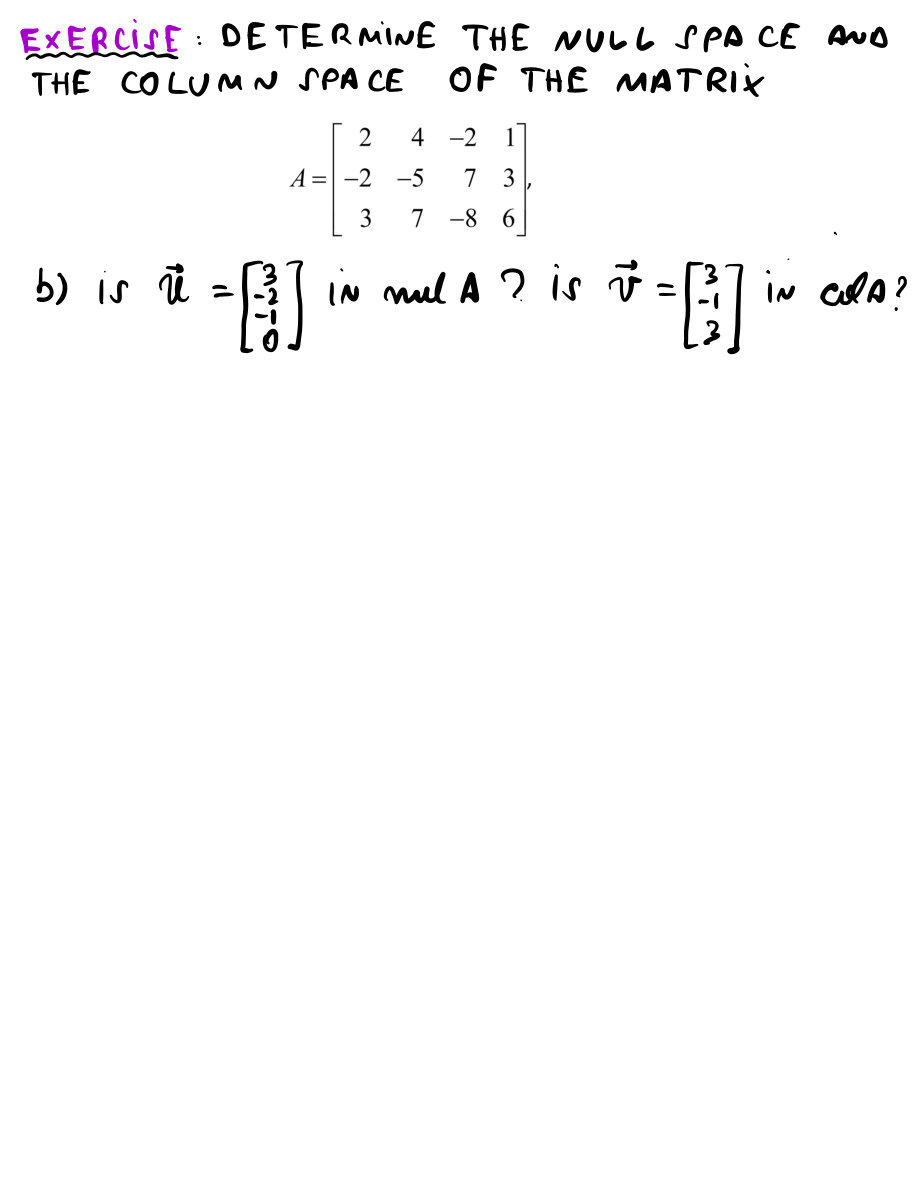 EXERCISE: DETERMINE THE NULL SPACE AND
THE COLUMN SPACE OF THE MATRIX
A = [ 2 4 −2 1
−2 −5 7 3
3 7 −8 6 ],
b) is u⃗ = [3 -2 -1 0] in nul A? is v⃗ = [3 -1 3] in col A?